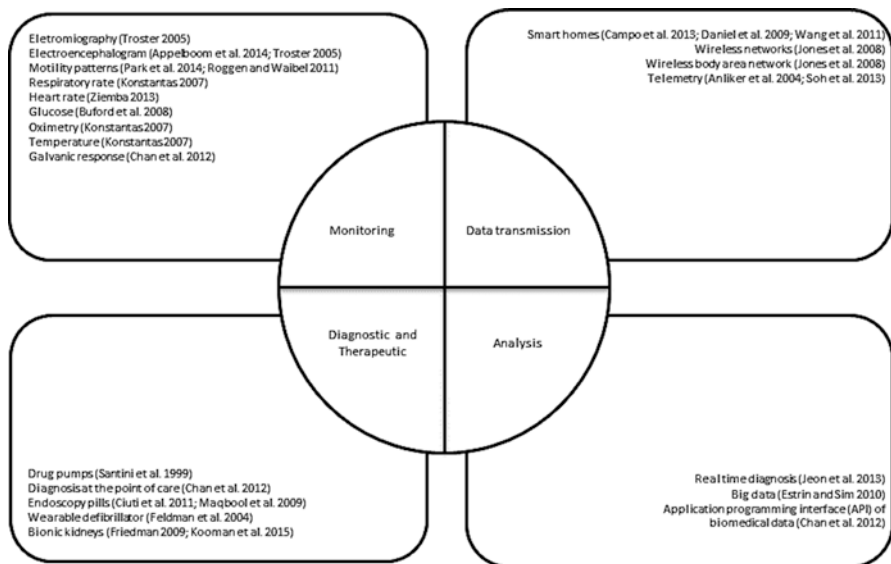 Eletromiography (Troster 2005)
Electroencephalogram (Appelboom et al. 2014; Troster 2005)
Motility patterns (Park et al. 2014; Roggen and Waibel 2011)
Respiratory rate (Konstantas 2007)
Heart rate (Ziemba 2013)
Glucose (Buford et al. 2008)
Oximetry (Konstantas 2007)
Temperature (Konstantas 2007)
Galvanic response (Chan et al. 2012)
Smart homes (Campo et al. 2013; Daniel et al. 2009; Wang et al. 2011)
Wireless networks (Jones et al. 2008)
Wireless body area network (Jones et al. 2008)
Telemetry (Anliker et al. 2004; Soh et al. 2013)
Monitoring
Data transmission
Diagnostic and
Therapeutic
Analysis
Drug pumps (Santini et al. 1999)
Diagnosis at the point of care (Chan et al. 2012)
Endoscopy pills (Ciuti et al. 2011; Maqbool et al. 2009)
Wearable defibrillator (Feldman et al. 2004)
Bionic kidneys (Friedman 2009; Kooman et al. 2015)
Real time diagnosis (Jeon et al. 2013)
Big data (Estrin and Sim 2010)
Application programming interface (API) of
biomedical data (Chan et al. 2012)